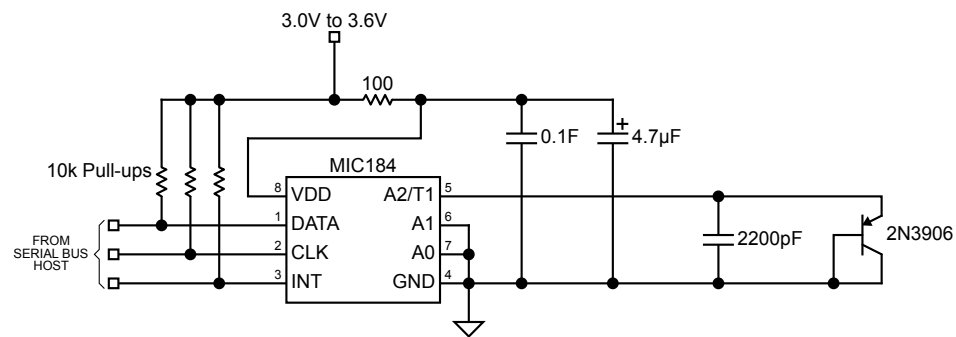 3.0V to 3.6V
100
10k Pull-ups
MIC184
0.1F
+
4.7µF
8 VDD
A2/T1 5
1 DATA
A1 6
2 CLK
A0 7
3 INT
GND 4
FROM
SERIAL BUS
HOST
2200pF
2N3906